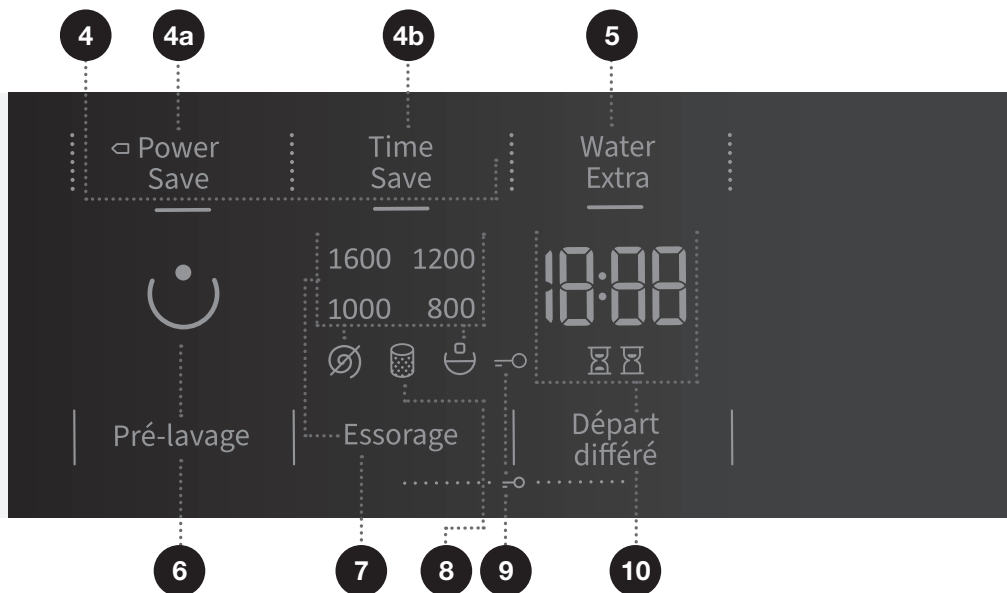 4 4a 4b 5
Power Time Water
Save Save Extra
1600 1200
18:88
1000 800
Pré-lavage Essorage Départ
différé
6 7 8 9 10